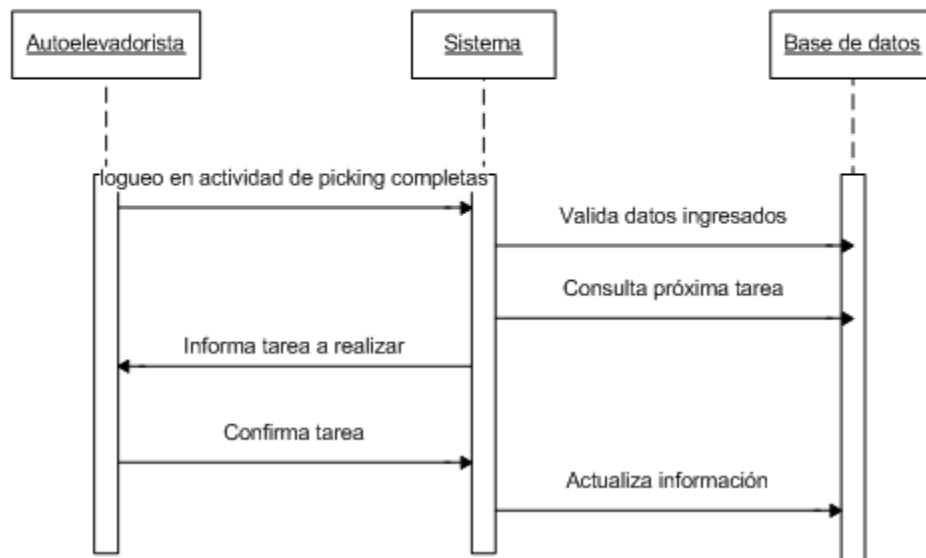 Autoelevadorista
Sistema
Base de datos
logueo en actividad de picking completas
Valida datos ingresados
Consulta próxima tarea
Informa tarea a realizar
Confirma tarea
Actualiza información